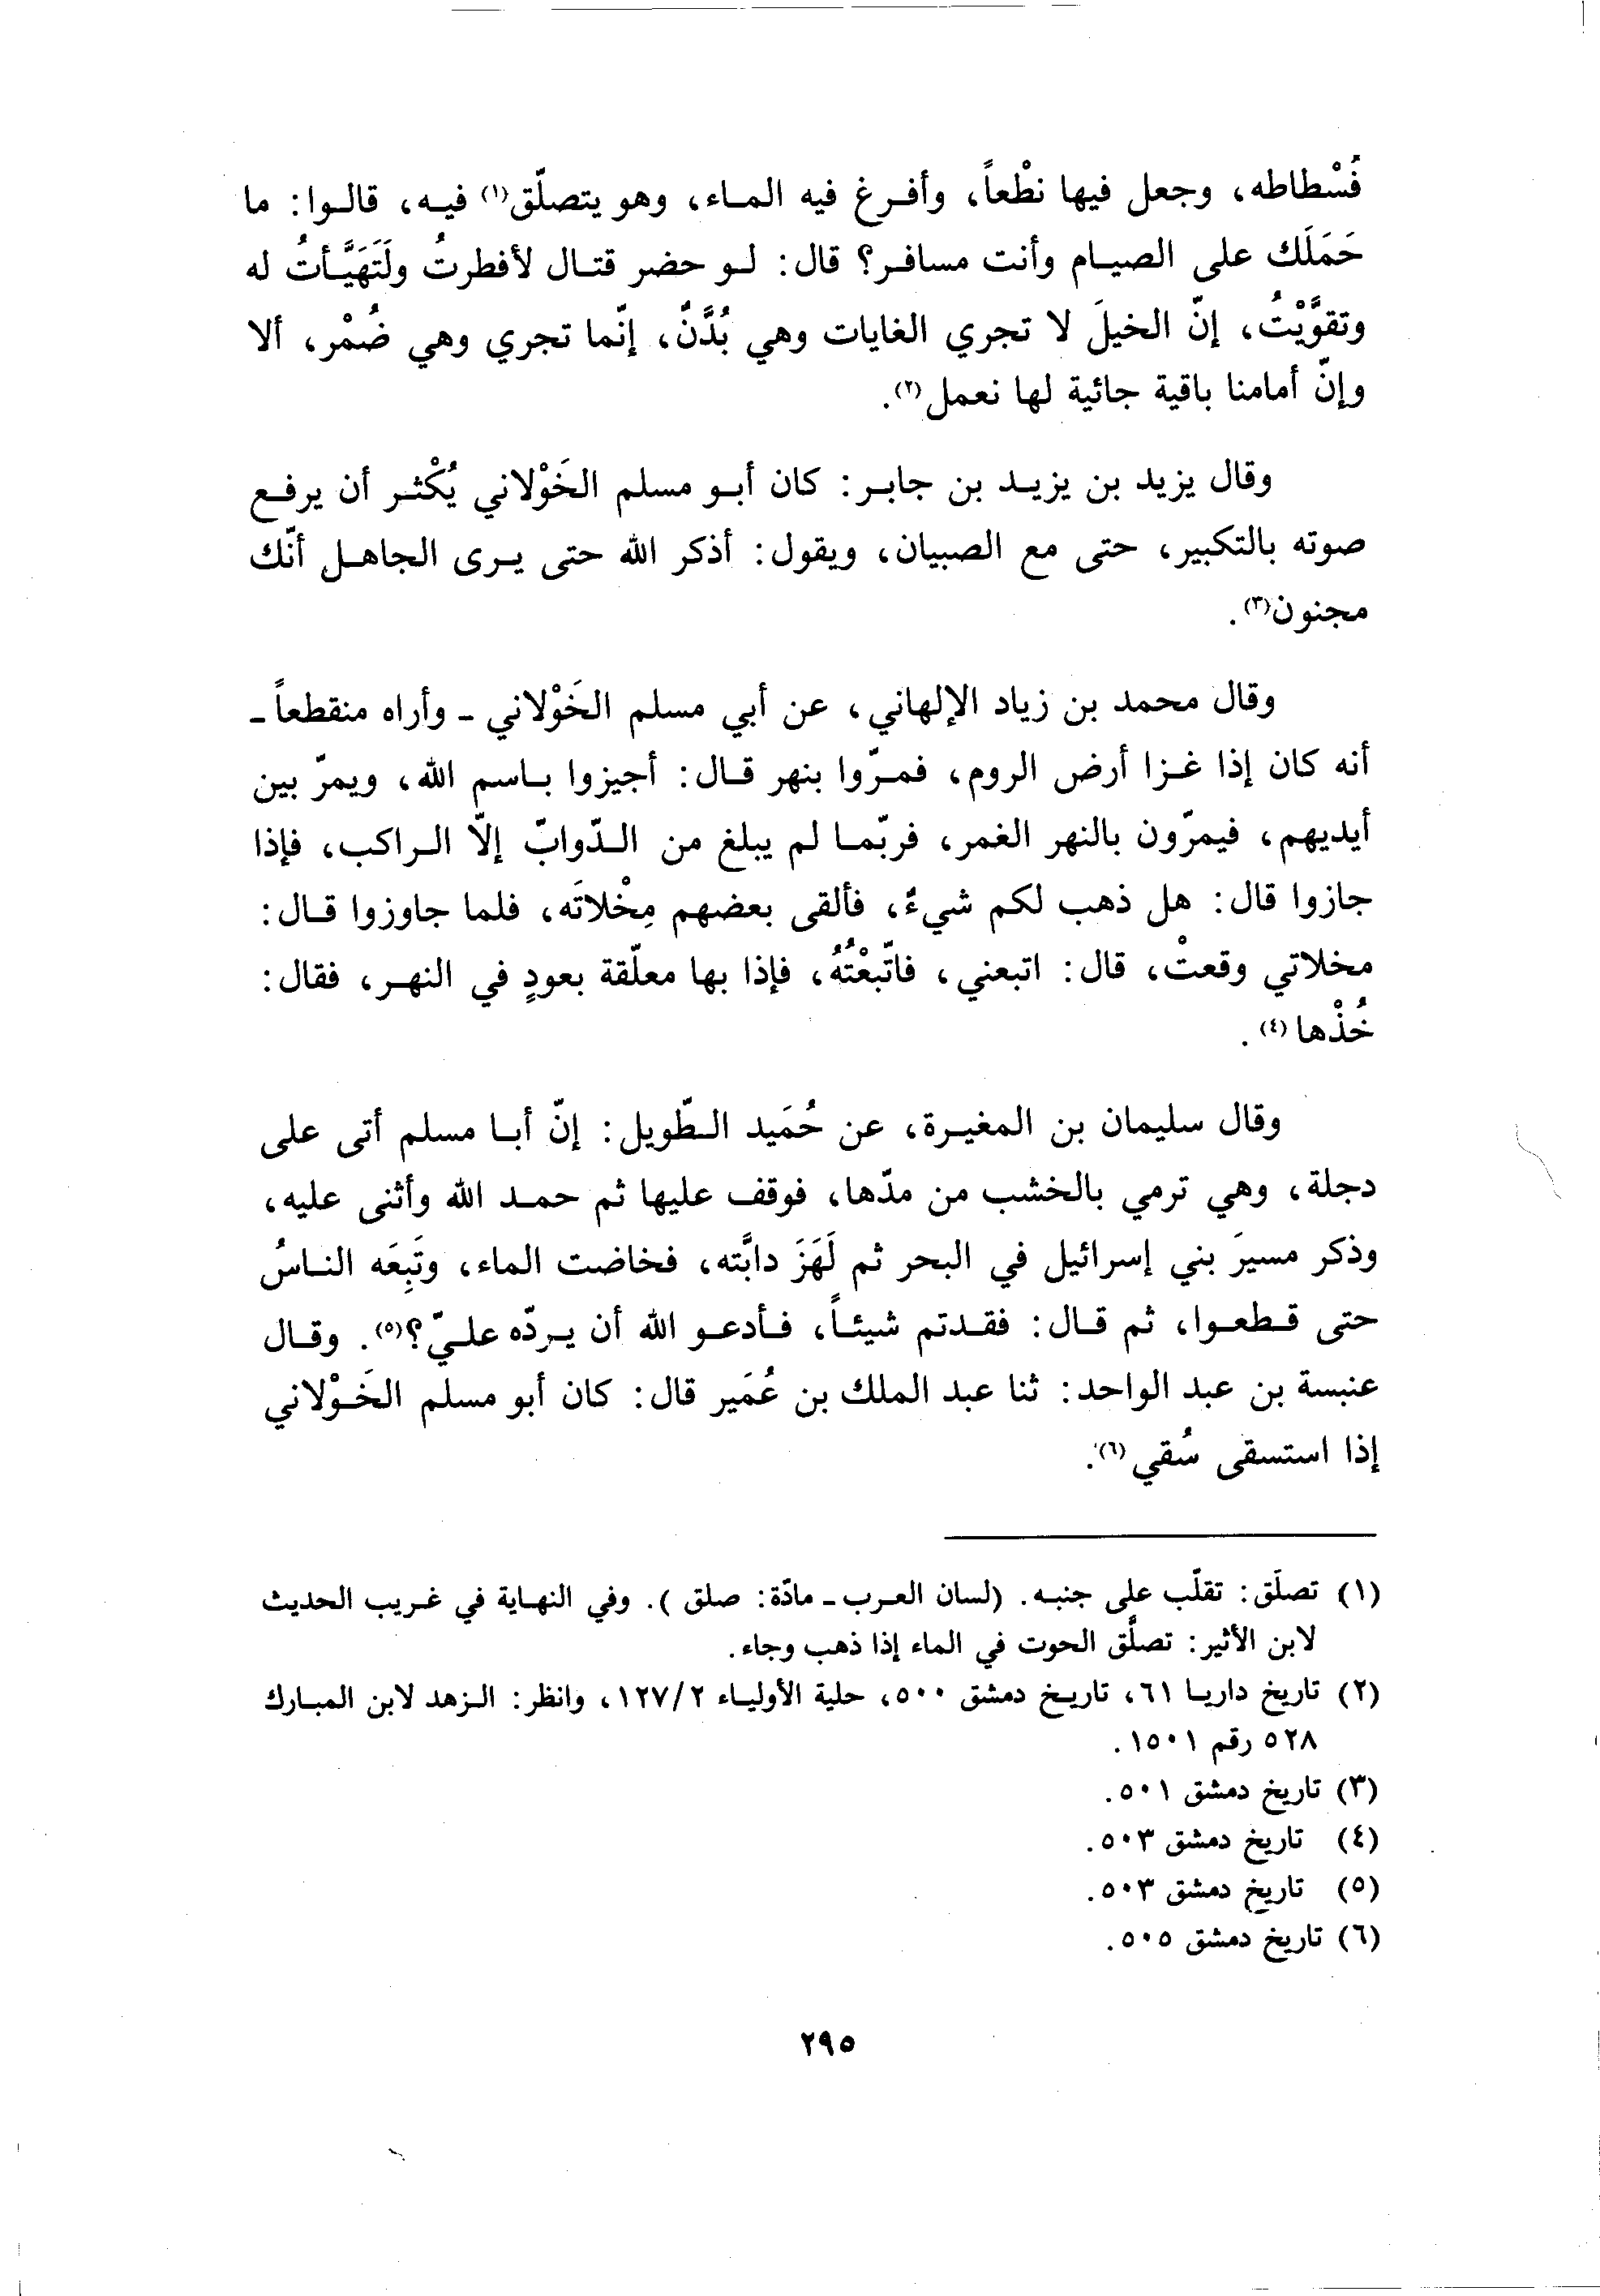 فُسْطاطه، وجعل فيها نطْعاً، وأفرغ فيه الماء، وهو يتصلّق(١) فيه، قالوا: ما
حَمَلَك على الصيام وأنت مسافر؟ قال: لو حضر قتال لأفطرتُ ولَتَهَيَّأتُ له
وتقوَّيْتُ، إنّ الخيلَ لا تجري الغايات وهي بُدَّنٌ، إنّما تجري وهي ضُمْر، ألا
وإنّ أمامنا باقية جائية لها نعمل(٢).
وقال يزيد بن يزيد بن جابر: كان أبو مسلم الخَوْلاني يُكْثر أن يرفع
صوته بالتكبير، حتى مع الصبيان، ويقول: أذكر الله حتى يرى الجاهل أنّك
مجنون(٣).
وقال محمد بن زياد الإلهاني، عن أبي مسلم الخَوْلاني ـ وأراه منقطعاً ـ
أنه كان إذا غزا أرض الروم، فمرّوا بنهر قال: أجيزوا باسم الله، ويمرّ بين
أيديهم، فيمرّون بالنهر الغمر، فربّما لم يبلغ من الدّوابّ إلّا الراكب، فإذا
جازوا قال: هل ذهب لكم شيءٌ، فألقى بعضهم مِخْلاتَه، فلما جاوزوا قال:
مخلاتي وقعتْ، قال: اتبعني، فاتّبعْتُهُ، فإذا بها معلّقة بعودٍ في النهر، فقال:
خُذْها(٤).
وقال سليمان بن المغيرة، عن حُمَيد الطّويل: إنّ أبا مسلم أتى على
دجلة، وهي ترمي بالخشب من مدّها، فوقف عليها ثم حمد الله وأثنى عليه،
وذكر مسيرَ بني إسرائيل في البحر ثم لَهَزَ دابَّته، فخاضت الماء، وتَبِعَه الناسُ
حتى قطعوا، ثم قال: فقدتم شيئاً، فأدعو الله أن يردّه عليّ؟(٥). وقال
عنبسة بن عبد الواحد: ثنا عبد الملك بن عُمَير قال: كان أبو مسلم الخَوْلاني
إذا استسقى سُقي(٦).
(١) تصلّق: تقلّب على جنبه. (لسان العرب ـ مادّة: صلق). وفي النهاية في غريب الحديث
لابن الأثير: تصلَّق الحوت في الماء إذا ذهب وجاء.
(٢) تاريخ داريا ٦١، تاريخ دمشق ٥٠٠، حلية الأولياء ١٢٧/٢، وانظر: الزهد لابن المبارك
٥٢٨ رقم ١٥٠١.
(٣) تاريخ دمشق ٥٠١.
(٤) تاريخ دمشق ٥٠٣.
(٥) تاريخ دمشق ٥٠٣.
(٦) تاريخ دمشق ٥٠٥.
٢٩٥